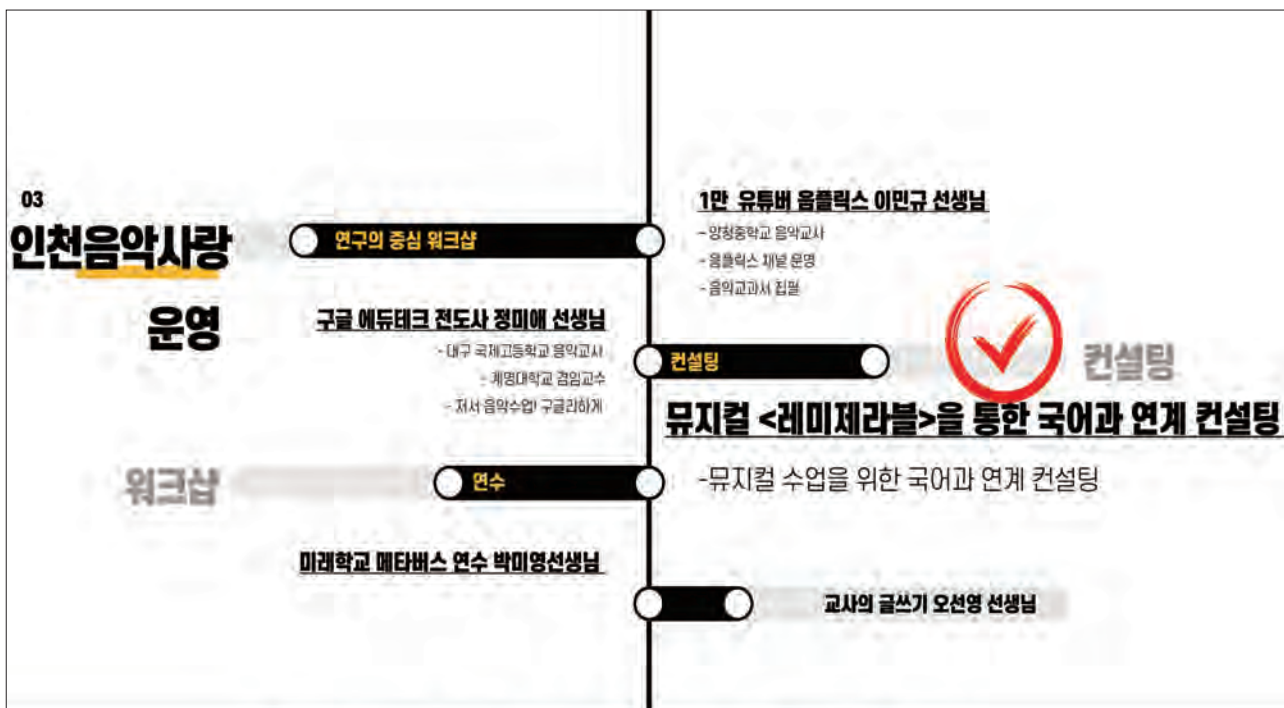 03
인천음악사랑
운영
연구의 중심 워크샵
구글 에듀테크 전도사 정미애 선생님
- 대구 국제고등학교 음악교사
- 계명대학교 겸임교수
- 저서 음악수업! 구글리하게
워크샵
연수
미래학교 메타버스 연수 박미영선생님
1만 유튜버 음플릭스 이민규 선생님
- 양청중학교 음악교사
- 음플릭스 채널 운영
- 음악교과서 집필
컨설팅
컨설팅
뮤지컬 <레미제라블>을 통한 국어과 연계 컨설팅
-뮤지컬 수업을 위한 국어과 연계 컨설팅
교사의 글쓰기 오선영 선생님